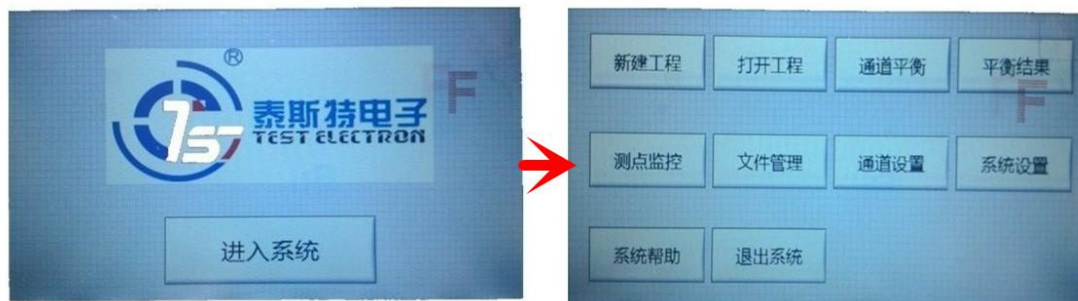 ®
泰斯特电子
TEST ELECTRON
F
进入系统
新建工程 打开工程 通道平衡 平衡结果
F
测点监控 文件管理 通道设置 系统设置
系统帮助 退出系统